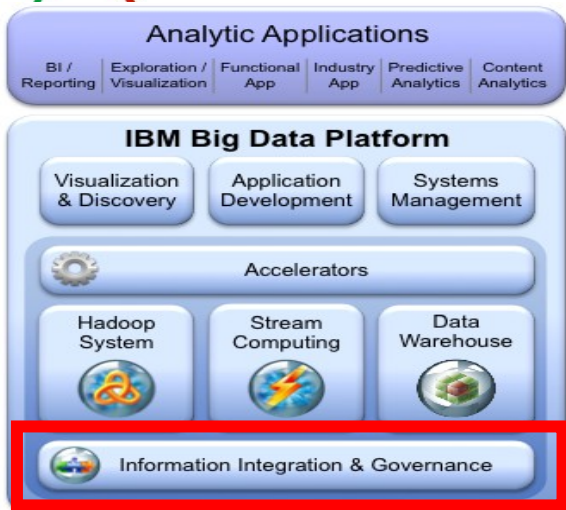 Analytic Applications
BI / Reporting
Exploration / Visualization
Functional App
Industry App
Predictive Analytics
Content Analytics
IBM Big Data Platform
Visualization & Discovery
Application Development
Systems Management
Accelerators
Hadoop System
Stream Computing
Data Warehouse
Information Integration & Governance